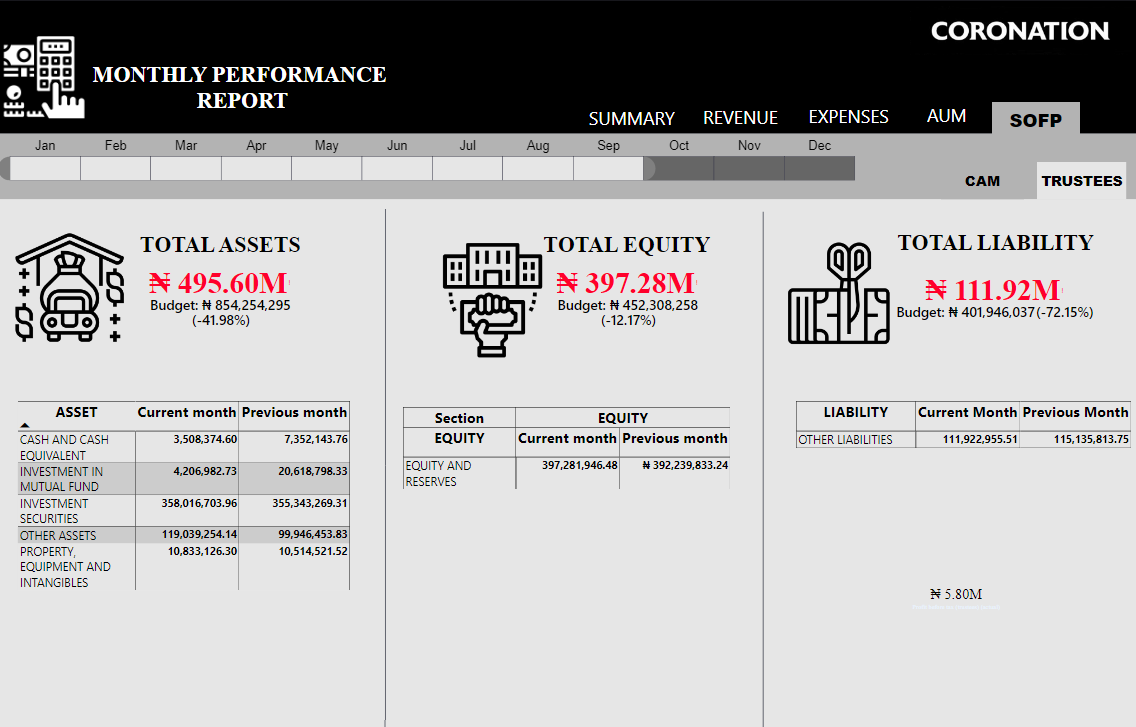 CORONATION
MONTHLY PERFORMANCE
REPORT
SUMMARY REVENUE EXPENSES AUM SOFP
Jan Feb Mar Apr May Jun Jul Aug Sep Oct Nov Dec
CAM TRUSTEES
TOTAL ASSETS
₦ 495.60M
Budget: ₦ 854,254,295
(-41.98%)
TOTAL EQUITY
₦ 397.28M
Budget: ₦ 452,308,258
(-12.17%)
TOTAL LIABILITY
₦ 111.92M
Budget: ₦ 401,946,037(-72.15%)
ASSET Current month Previous month
CASH AND CASH 3,508,374.60 7,352,143.76
EQUIVALENT
INVESTMENT IN 4,206,982.73 20,618,798.33
MUTUAL FUND
INVESTMENT 358,016,703.96 355,343,269.31
SECURITIES
OTHER ASSETS 119,039,254.14 99,946,453.83
PROPERTY, 10,833,126.30 10,514,521.52
EQUIPMENT AND
INTANGIBLES
Section EQUITY
EQUITY Current month Previous month
EQUITY AND 397,281,946.48 ₦ 392,239,833.24
RESERVES
LIABILITY Current Month Previous Month
OTHER LIABILITIES 111,922,955.51 115,135,813.75
₦ 5.80M